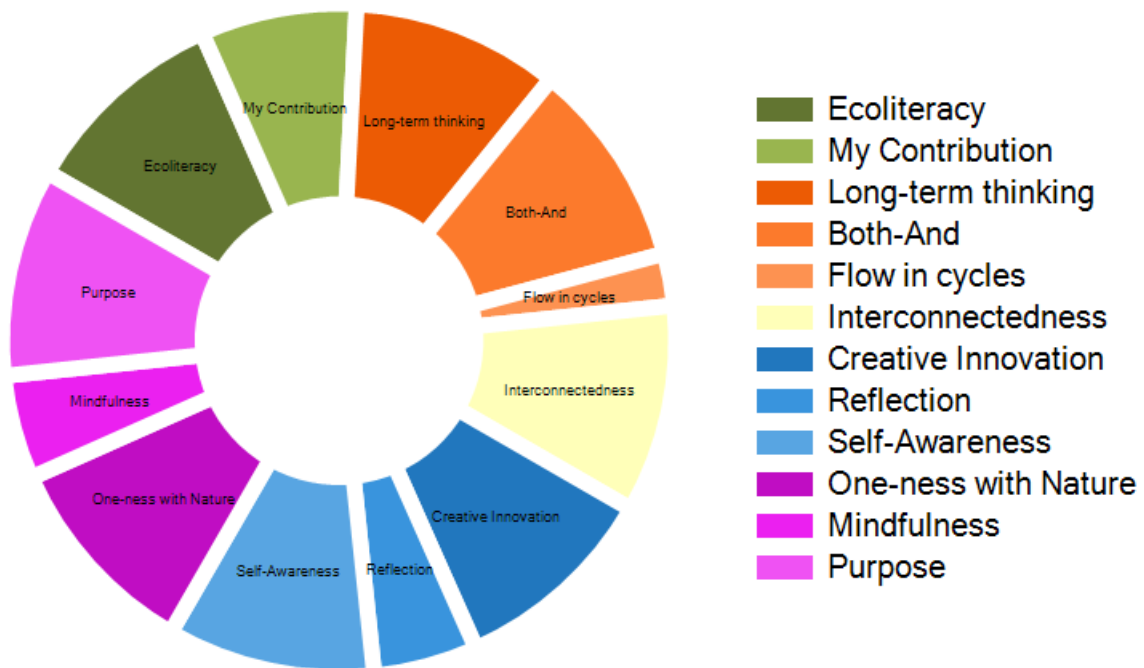 My Contribution
Long-term thinking
Ecoliteracy
Both-And
Purpose
Flow in cycles
Interconnectedness
Mindfulness
One-ness with Nature
Creative Innovation
Self-Awareness
Reflection
Ecoliteracy
My Contribution
Long-term thinking
Both-And
Flow in cycles
Interconnectedness
Creative Innovation
Reflection
Self-Awareness
One-ness with Nature
Mindfulness
Purpose